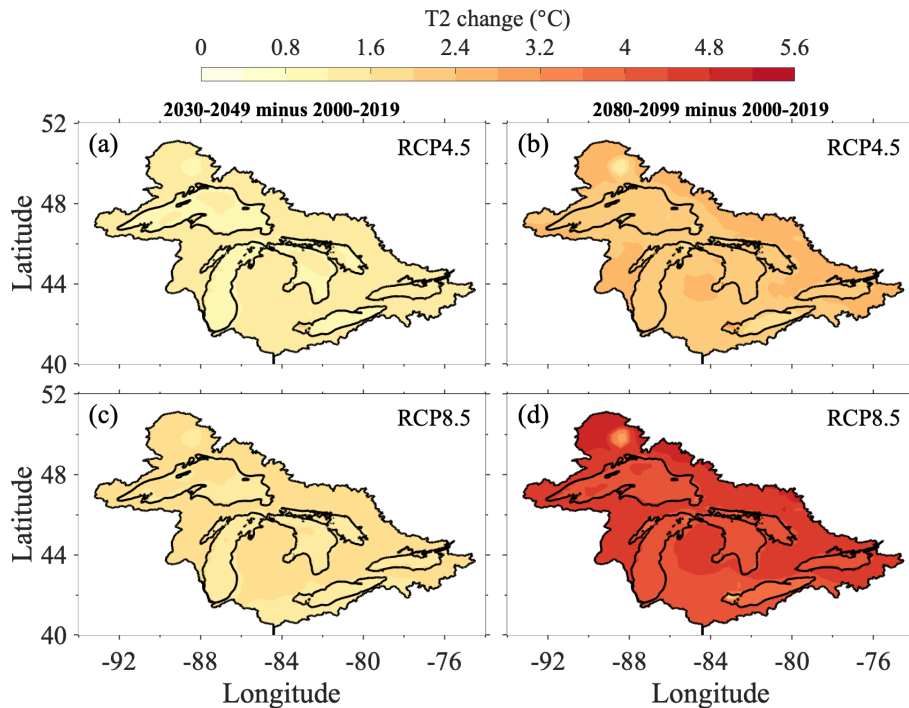 T2 change (°C)
0 0.8 1.6 2.4 3.2 4 4.8 5.6
2030-2049 minus 2000-2019 2080-2099 minus 2000-2019
52
(a) RCP4.5 (b) RCP4.5
48
Latitude
44
40
52
(c) RCP8.5 (d) RCP8.5
48
Latitude
44
40
-92 -88 -84 -80 -76 -92 -88 -84 -80 -76
Longitude Longitude